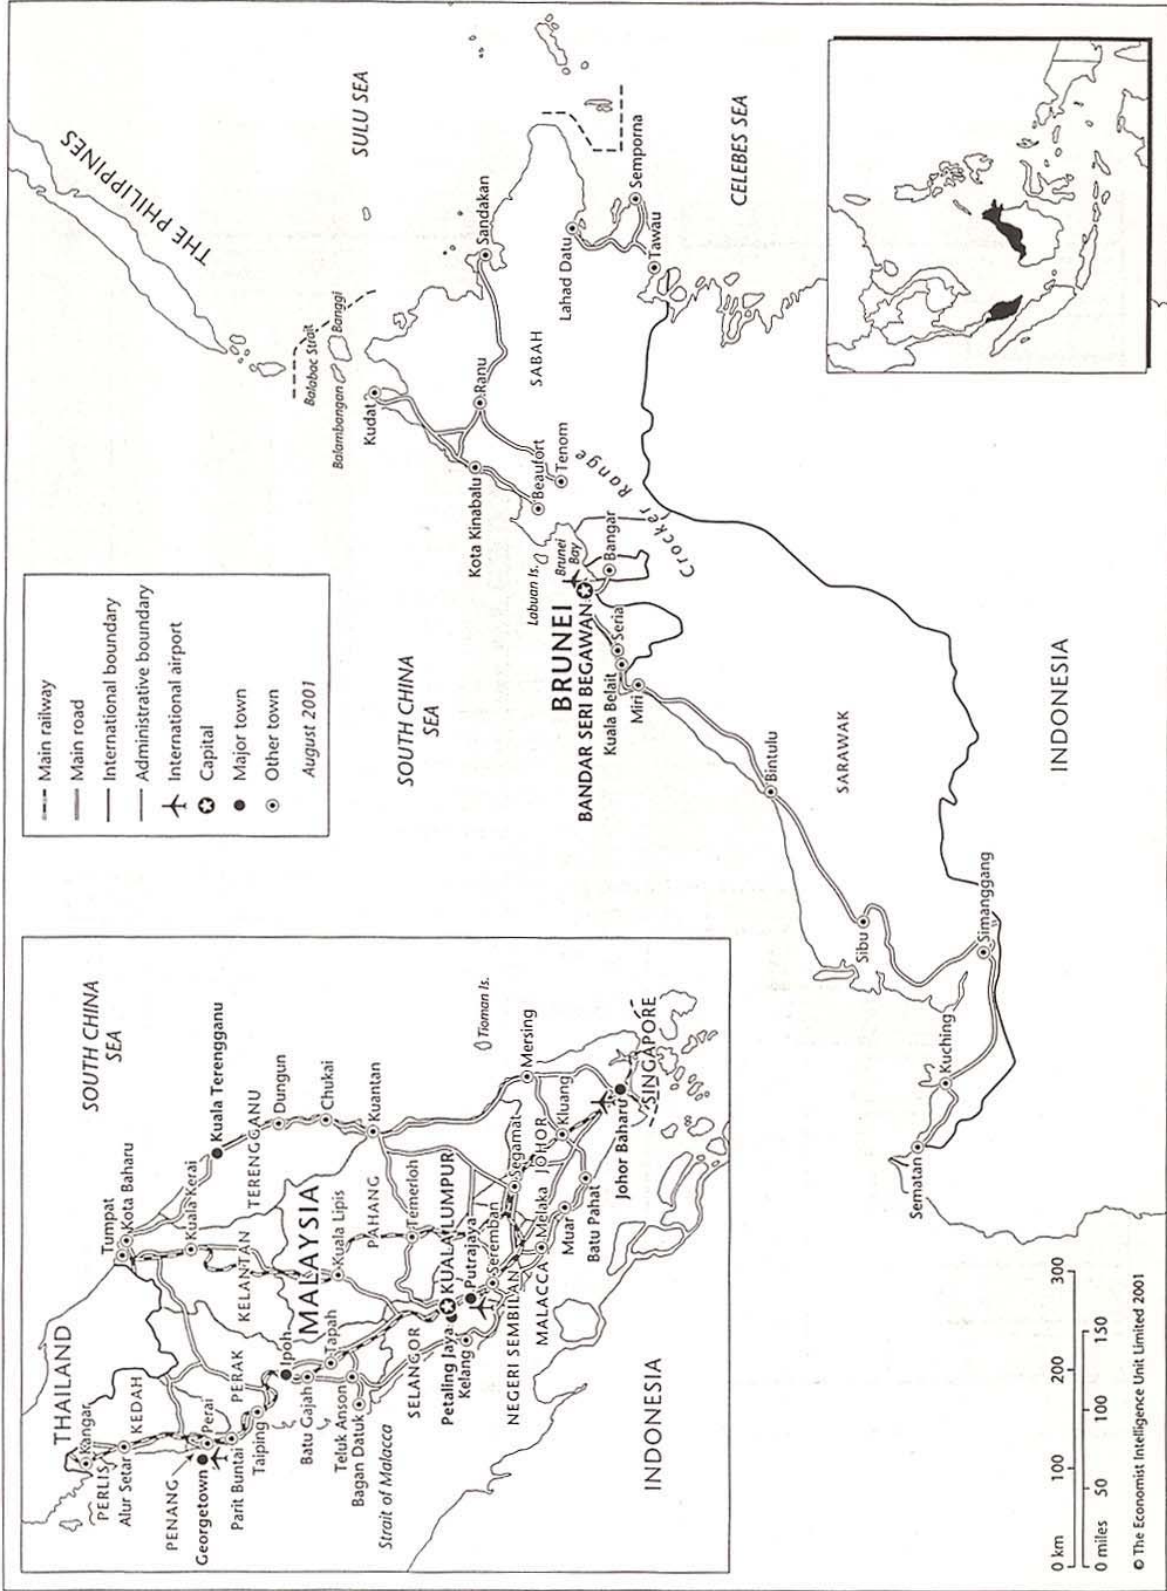 THAILAND
SOUTH CHINA
SEA
Kangar
PERLIS
Alur Setar
KEDAH
PENANG
Georgetown
Perai
Parit Buntai
Taiping
PERAK
Ipoh
Batu Gajah
Tapah
Teluk Anson
Bagan Datuk
Strait of Malacca
Tumpat
Kota Baharu
Kuala Kerai
KELANTAN
Kuala Terengganu
TERENGGANU
Dungun
Chukai
Kuantan
MALAYSIA
Kuala Lipis
PAHANG
Temerloh
SELANGOR
KUALA LUMPUR
Petaling Jaya
Putrajaya
Kelang
Seremban
NEGERI SEMBILAN
MALACCA
Melaka
Segamat
JOHOR
Muar
Batu Pahat
Kluang
Mersing
Tioman Is.
Johor Baharu
SINGAPORE
INDONESIA
Main railway
Main road
International boundary
Administrative boundary
International airport
Capital
Major town
Other town
August 2001
THE PHILIPPINES
SULU SEA
Balabac Strait
Balambangan
Banggi
Kudat
Kota Kinabalu
Ranu
Sandakan
SABAH
Beaufort
Tenom
Lahad Datu
Semporna
Tawau
CELEBES SEA
SOUTH CHINA
SEA
Labuan Is.
Brunei
Bay
BRUNEI
BANDAR SERI BEGAWAN
Bangar
Crocker Range
Seria
Kuala Belait
Miri
Bintulu
SARAWAK
Sibu
Simanggang
Kuching
Sematan
INDONESIA
0 km 100 200 300
0 miles 50 100 150
© The Economist Intelligence Unit Limited 2001